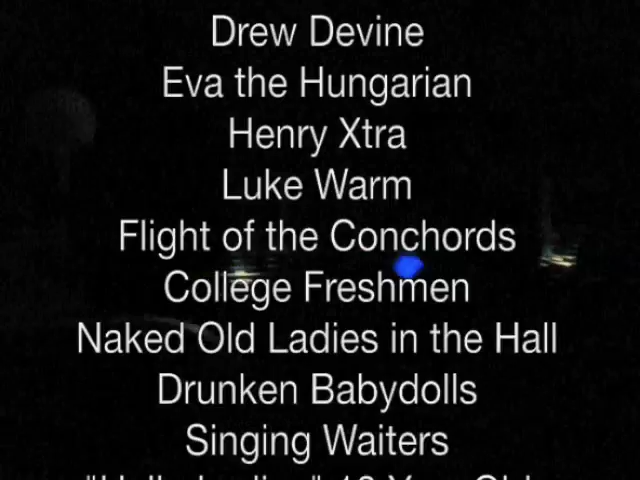 Drew Devine
Eva the Hungarian
Henry Xtra
Luke Warm
Flight of the Conchords
College Freshmen
Naked Old Ladies in the Hall
Drunken Babydolls
Singing Waiters